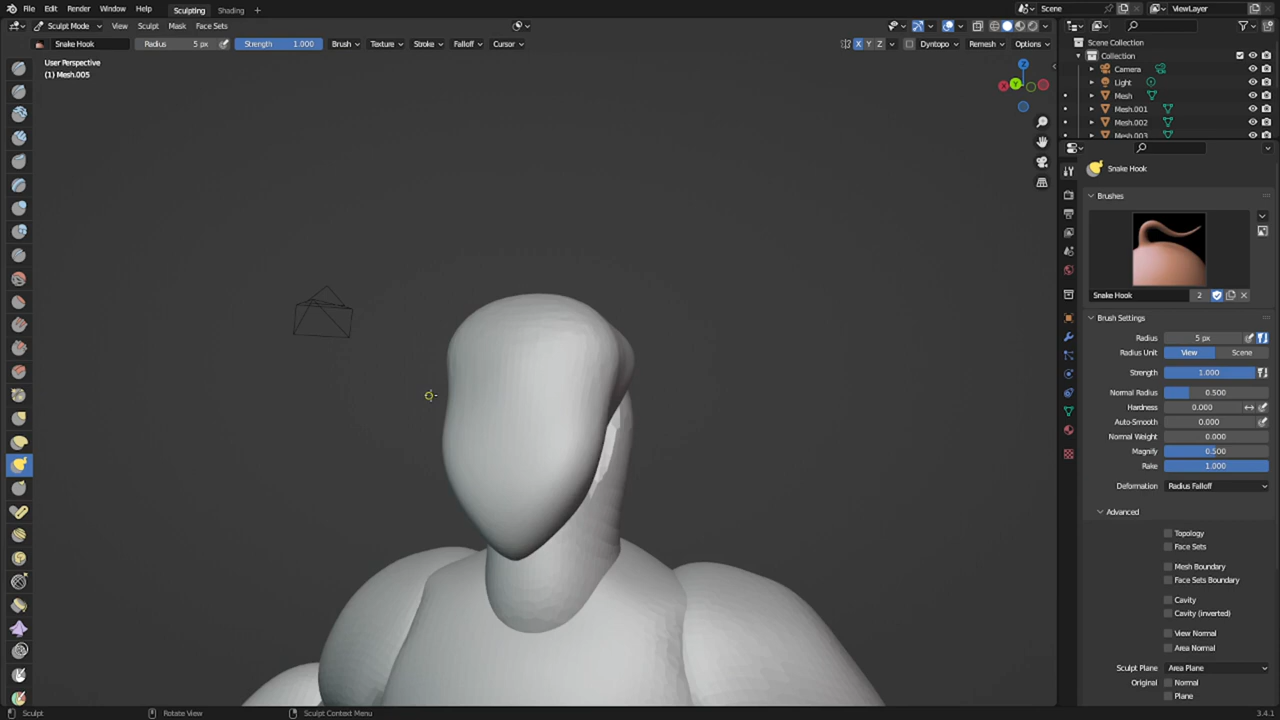 File Edit Render Window Help Sculpting Shading + Scene ViewLayer
Sculpt Mode View Sculpt Mask Face Sets
Snake Hook Radius 5 px Strength 1.000 Brush Texture Stroke Falloff Cursor X Y Z Dyntopo Remesh Options
User Perspective
(1) Mesh.005
Z
X
Y
Scene Collection
Collection
Camera
Light
Mesh
Mesh.001
Mesh.002
Mesh.003
Snake Hook
Brushes
Snake Hook 2
Brush Settings
Radius 5 px
Radius Unit View Scene
Strength 1.000
Normal Radius 0.500
Hardness 0.000
Auto-Smooth 0.000
Normal Weight 0.000
Magnify 0.500
Rake 1.000
Deformation Radius Falloff
Advanced
Topology
Face Sets
Mesh Boundary
Face Sets Boundary
Cavity
Cavity (inverted)
View Normal
Area Normal
Sculpt Plane Area Plane
Original Normal
Plane
Sculpt Rotate View Sculpt Context Menu 3.4.1